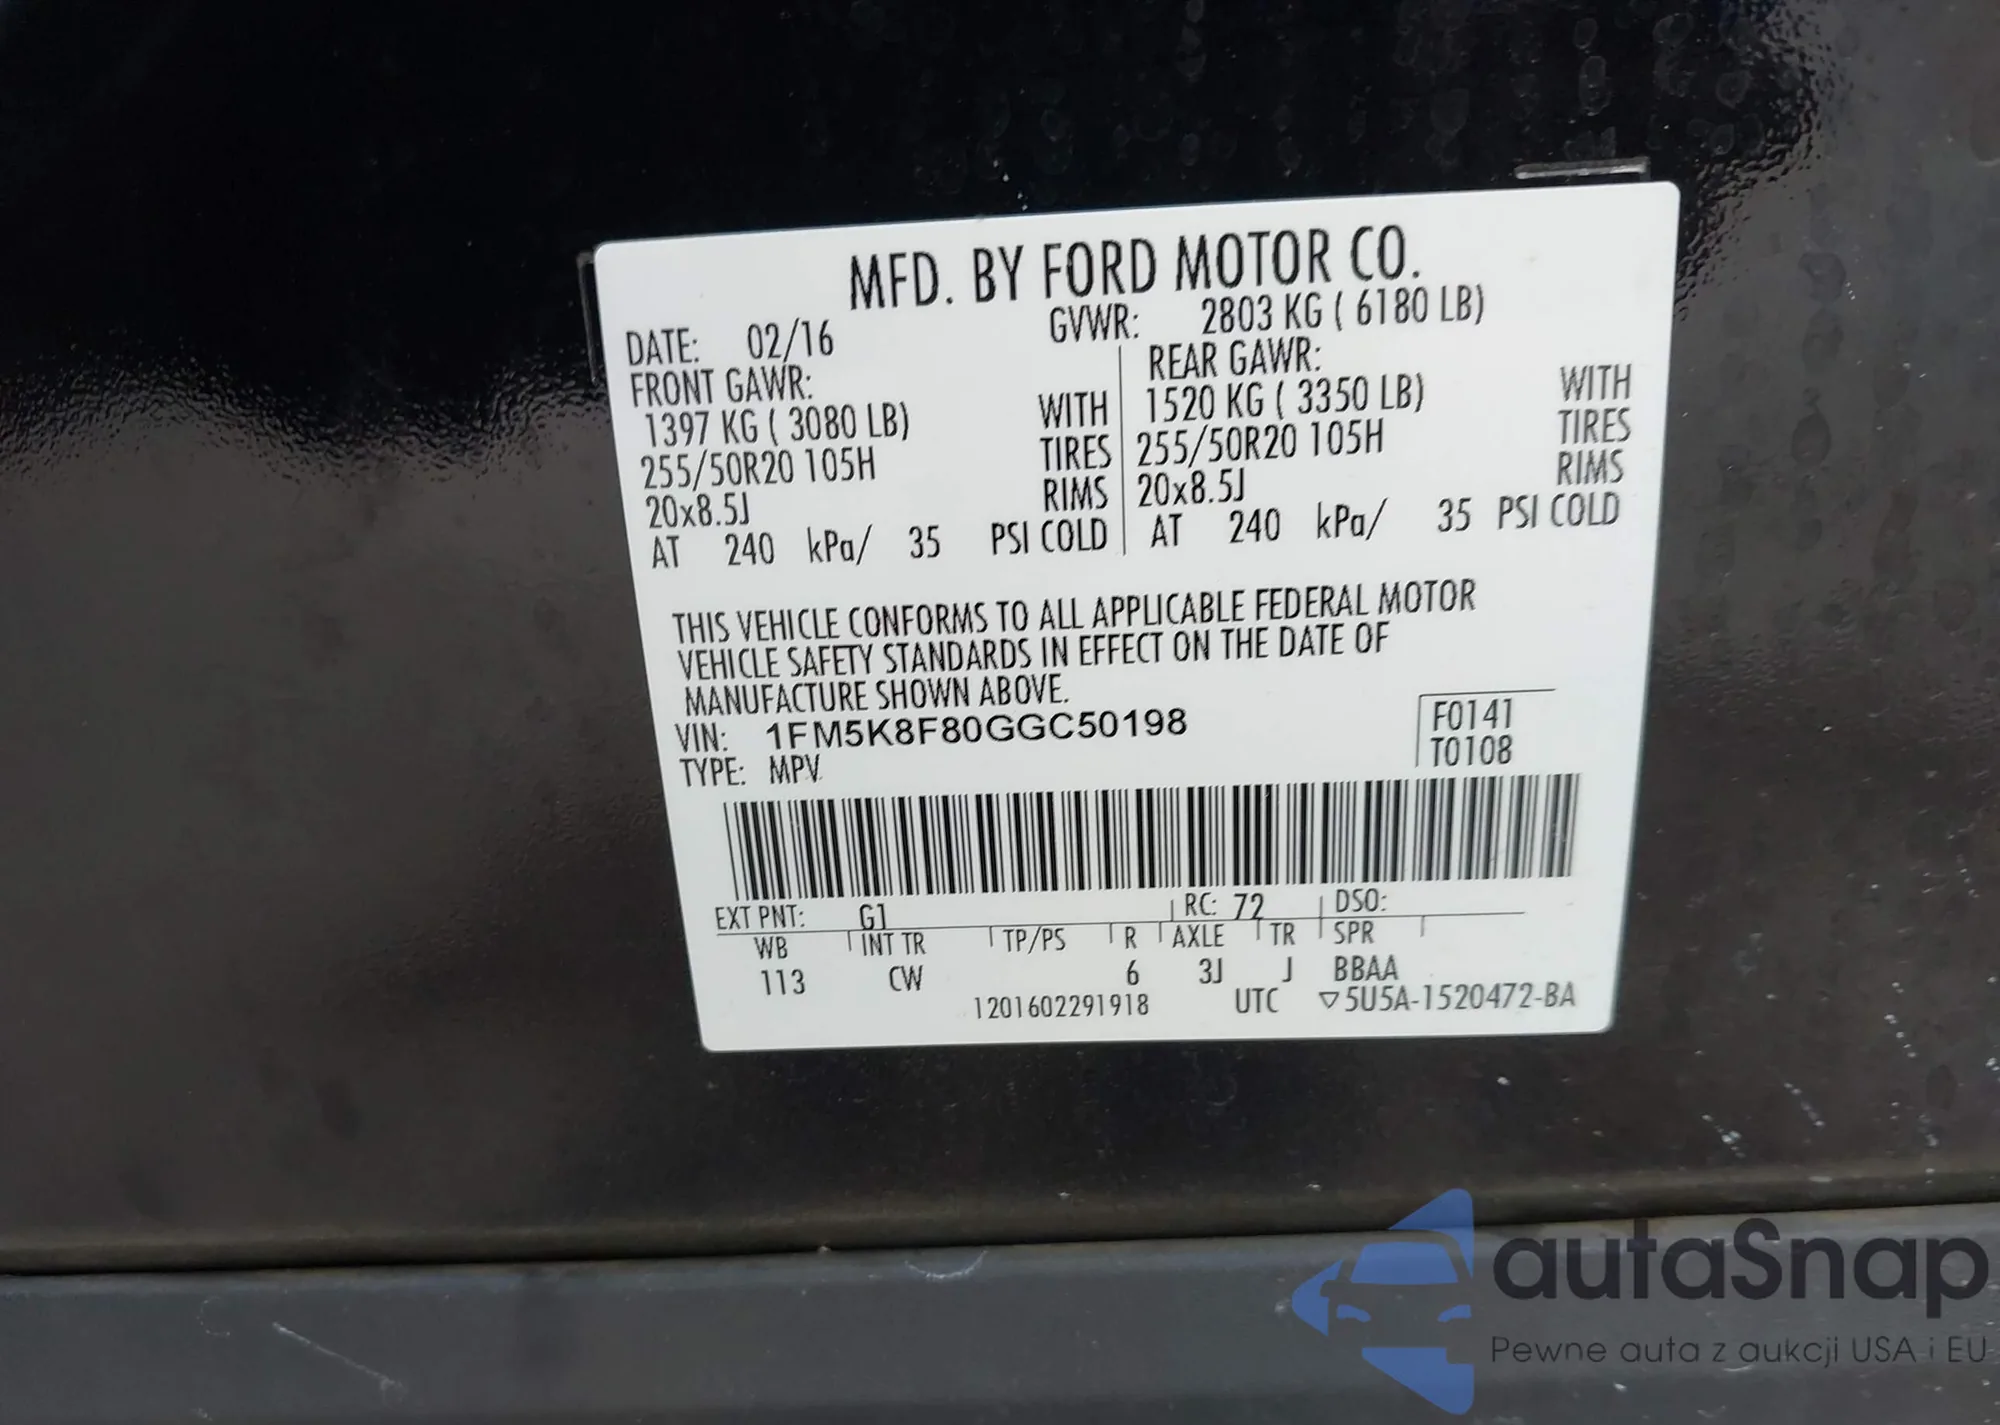 MFD. BY FORD MOTOR CO.
DATE: 02/16 GVWR: 2803 KG ( 6180 LB)
FRONT GAWR: REAR GAWR:
1397 KG ( 3080 LB) WITH 1520 KG ( 3350 LB) WITH
255/50R20 105H TIRES 255/50R20 105H TIRES
20x8.5J RIMS 20x8.5J RIMS
AT 240 kPa/ 35 PSI COLD AT 240 kPa/ 35 PSI COLD
THIS VEHICLE CONFORMS TO ALL APPLICABLE FEDERAL MOTOR
VEHICLE SAFETY STANDARDS IN EFFECT ON THE DATE OF
MANUFACTURE SHOWN ABOVE.
VIN: 1FM5K8F80GGC50198 F0141
TYPE: MPV T0108
EXT PNT: G1 RC: 72 DSO:
WB INT TR TP/PS R AXLE TR SPR
113 CW 6 3J J BBAA
1201602291918 UTC ▽5U5A-1520472-BA
autaSnap
Pewne auta z aukcji USA i EU